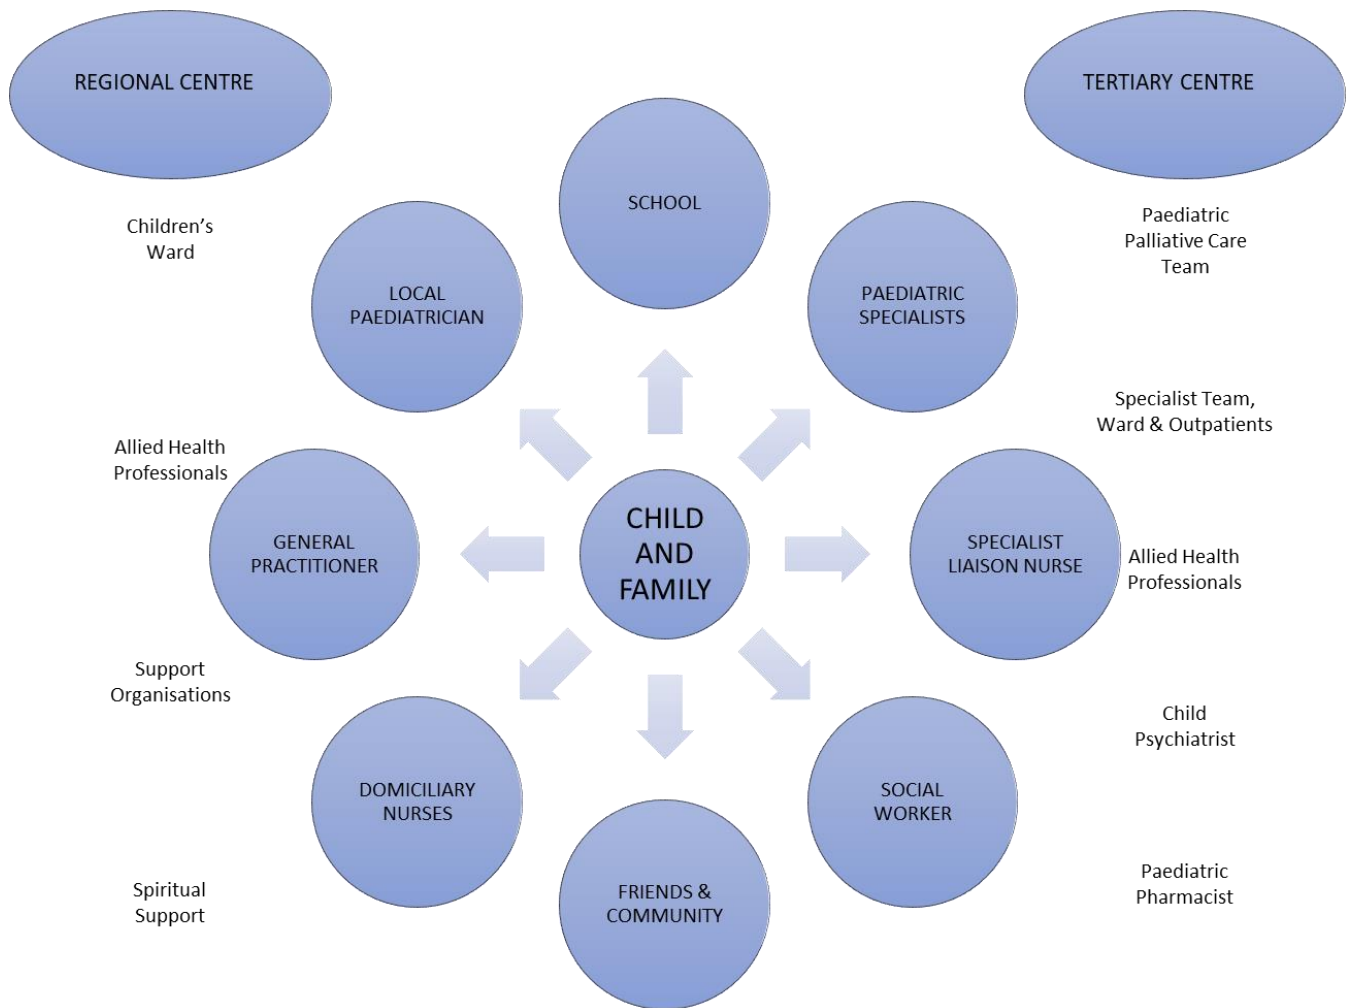 REGIONAL CENTRE
TERTIARY CENTRE
SCHOOL
Children’s
Ward
Paediatric
Palliative Care
Team
LOCAL
PAEDIATRICIAN
PAEDIATRIC
SPECIALISTS
Specialist Team,
Ward & Outpatients
Allied Health
Professionals
GENERAL
PRACTITIONER
CHILD
AND
FAMILY
SPECIALIST
LIAISON NURSE
Allied Health
Professionals
Support
Organisations
Child
Psychiatrist
DOMICILIARY
NURSES
SOCIAL
WORKER
Spiritual
Support
FRIENDS &
COMMUNITY
Paediatric
Pharmacist